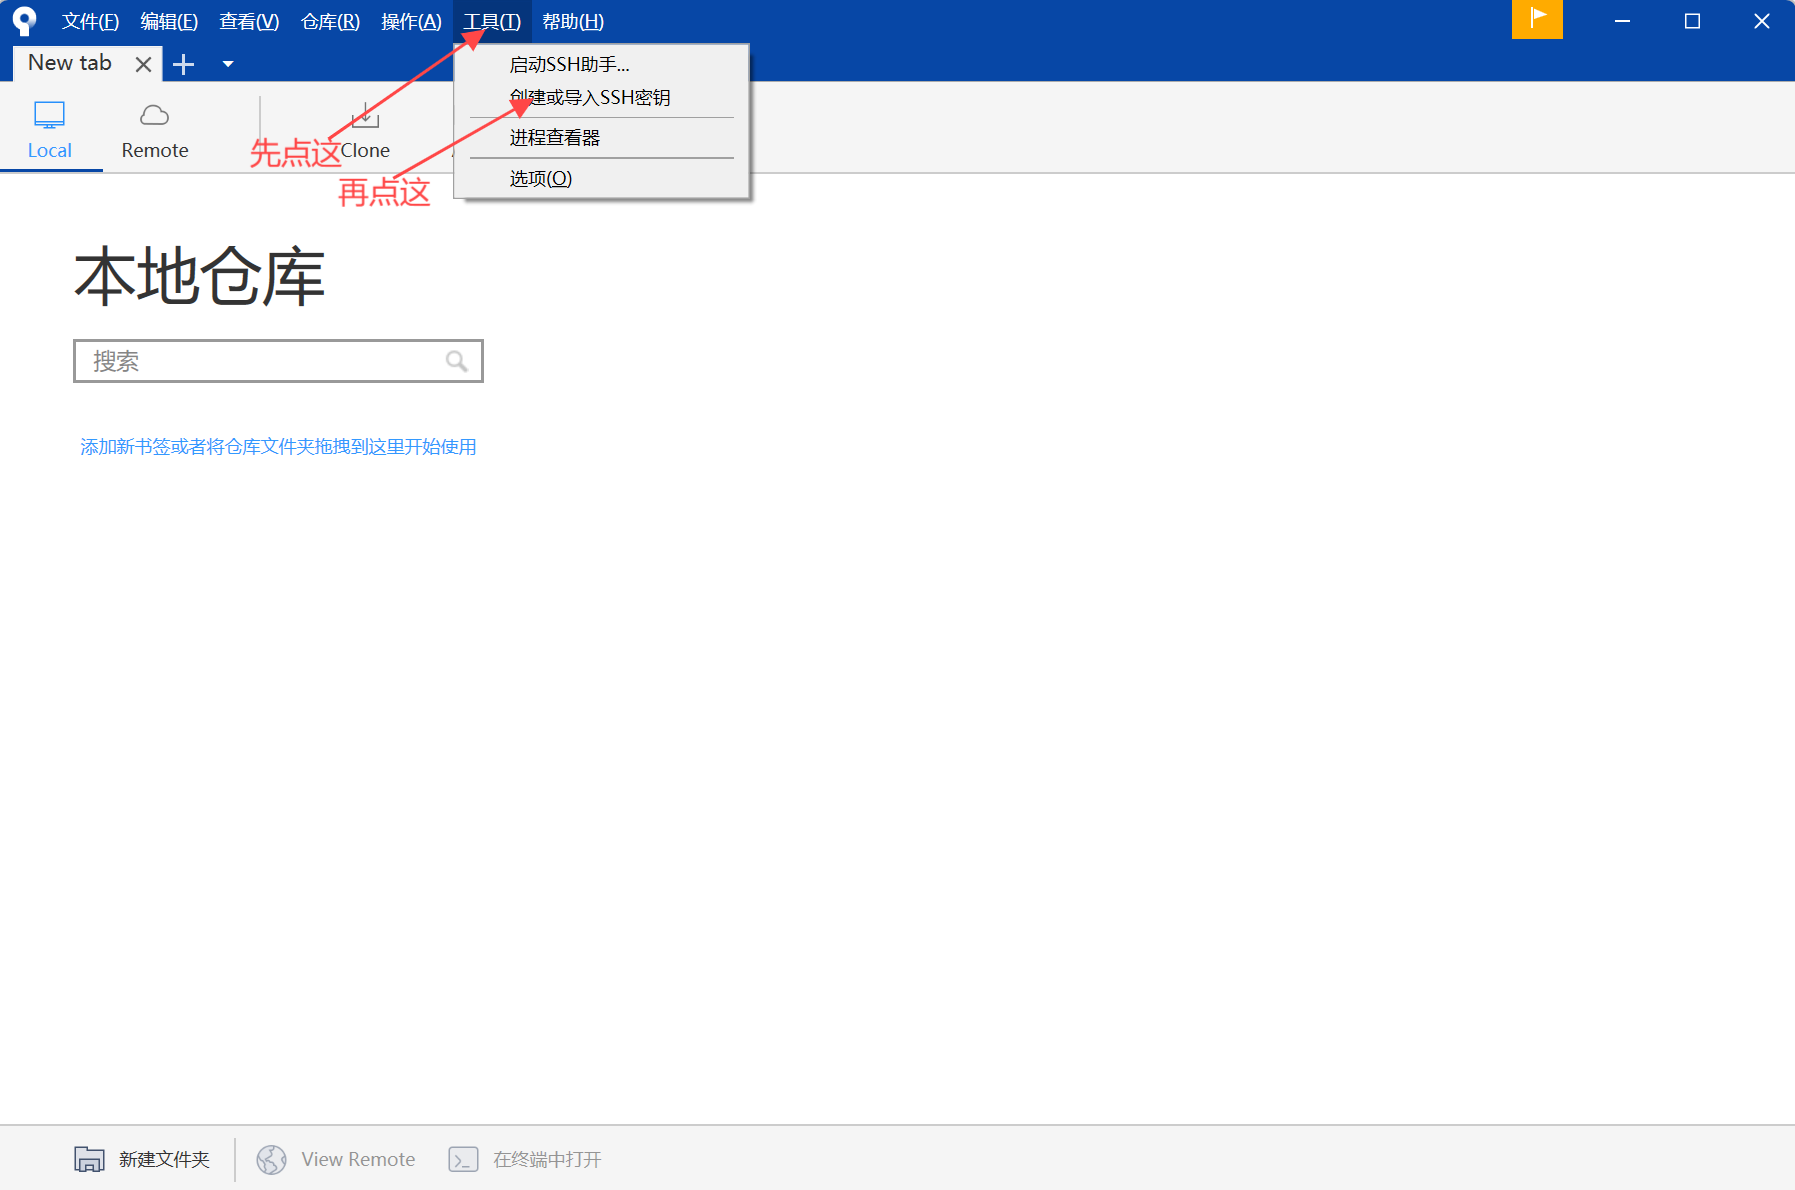 文件(F) 编辑(E) 查看(V) 仓库(R) 操作(A) 工具(T) 帮助(H)
New tab
启动SSH助手...
创建或导入SSH密钥
进程查看器
选项(O)
Local Remote Clone
先点这
再点这
本地仓库
搜索
添加新书签或者将仓库文件夹拖拽到这里开始使用
新建文件夹 View Remote 在终端中打开